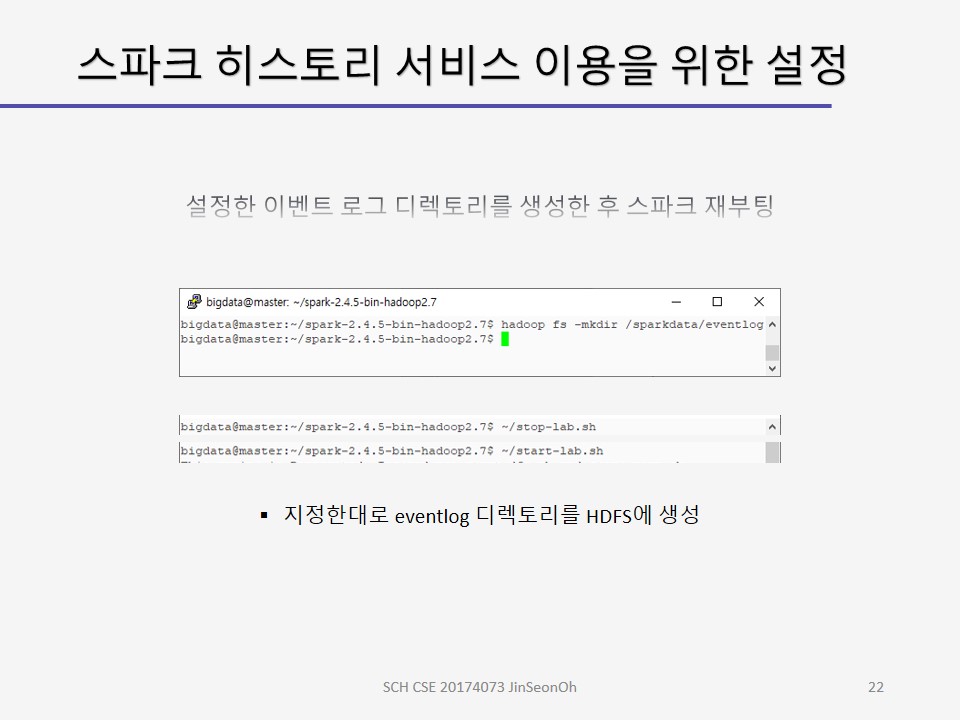 스파크 히스토리 서비스 이용을 위한 설정
설정한 이벤트 로그 디렉토리를 생성한 후 스파크 재부팅
bigdata@master: ~/spark-2.4.5-bin-hadoop2.7
bigdata@master:~/spark-2.4.5-bin-hadoop2.7$ hadoop fs -mkdir /sparkdata/eventlog
bigdata@master:~/spark-2.4.5-bin-hadoop2.7$
bigdata@master:~/spark-2.4.5-bin-hadoop2.7$ ~/stop-lab.sh
bigdata@master:~/spark-2.4.5-bin-hadoop2.7$ ~/start-lab.sh
▪ 지정한대로 eventlog 디렉토리를 HDFS에 생성
SCH CSE 20174073 JinSeonOh
22